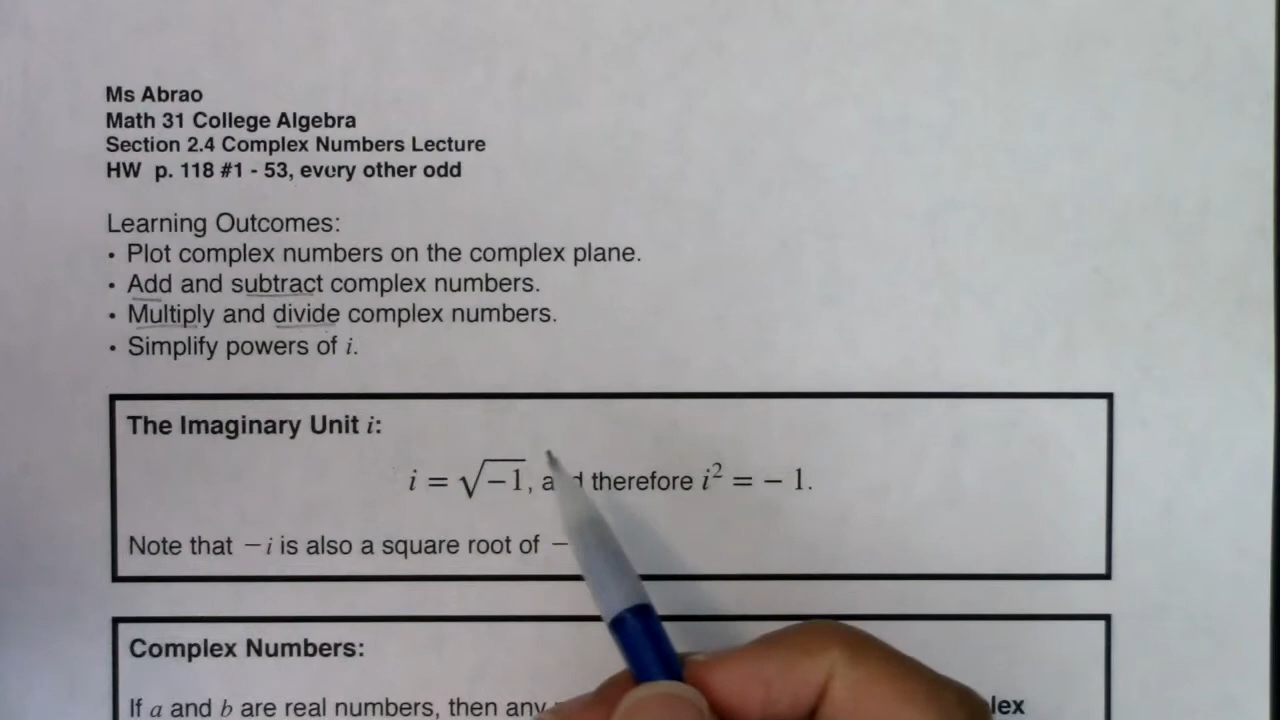 Ms Abrao
Math 31 College Algebra
Section 2.4 Complex Numbers Lecture
HW p. 118 #1 - 53, every other odd
Learning Outcomes:
• Plot complex numbers on the complex plane.
• Add and subtract complex numbers.
• Multiply and divide complex numbers.
• Simplify powers of i.
The Imaginary Unit i:
i = √−1, therefore i² = − 1.
Note that −i is also a square root of −
Complex Numbers:
If a and b are real numbers, then any